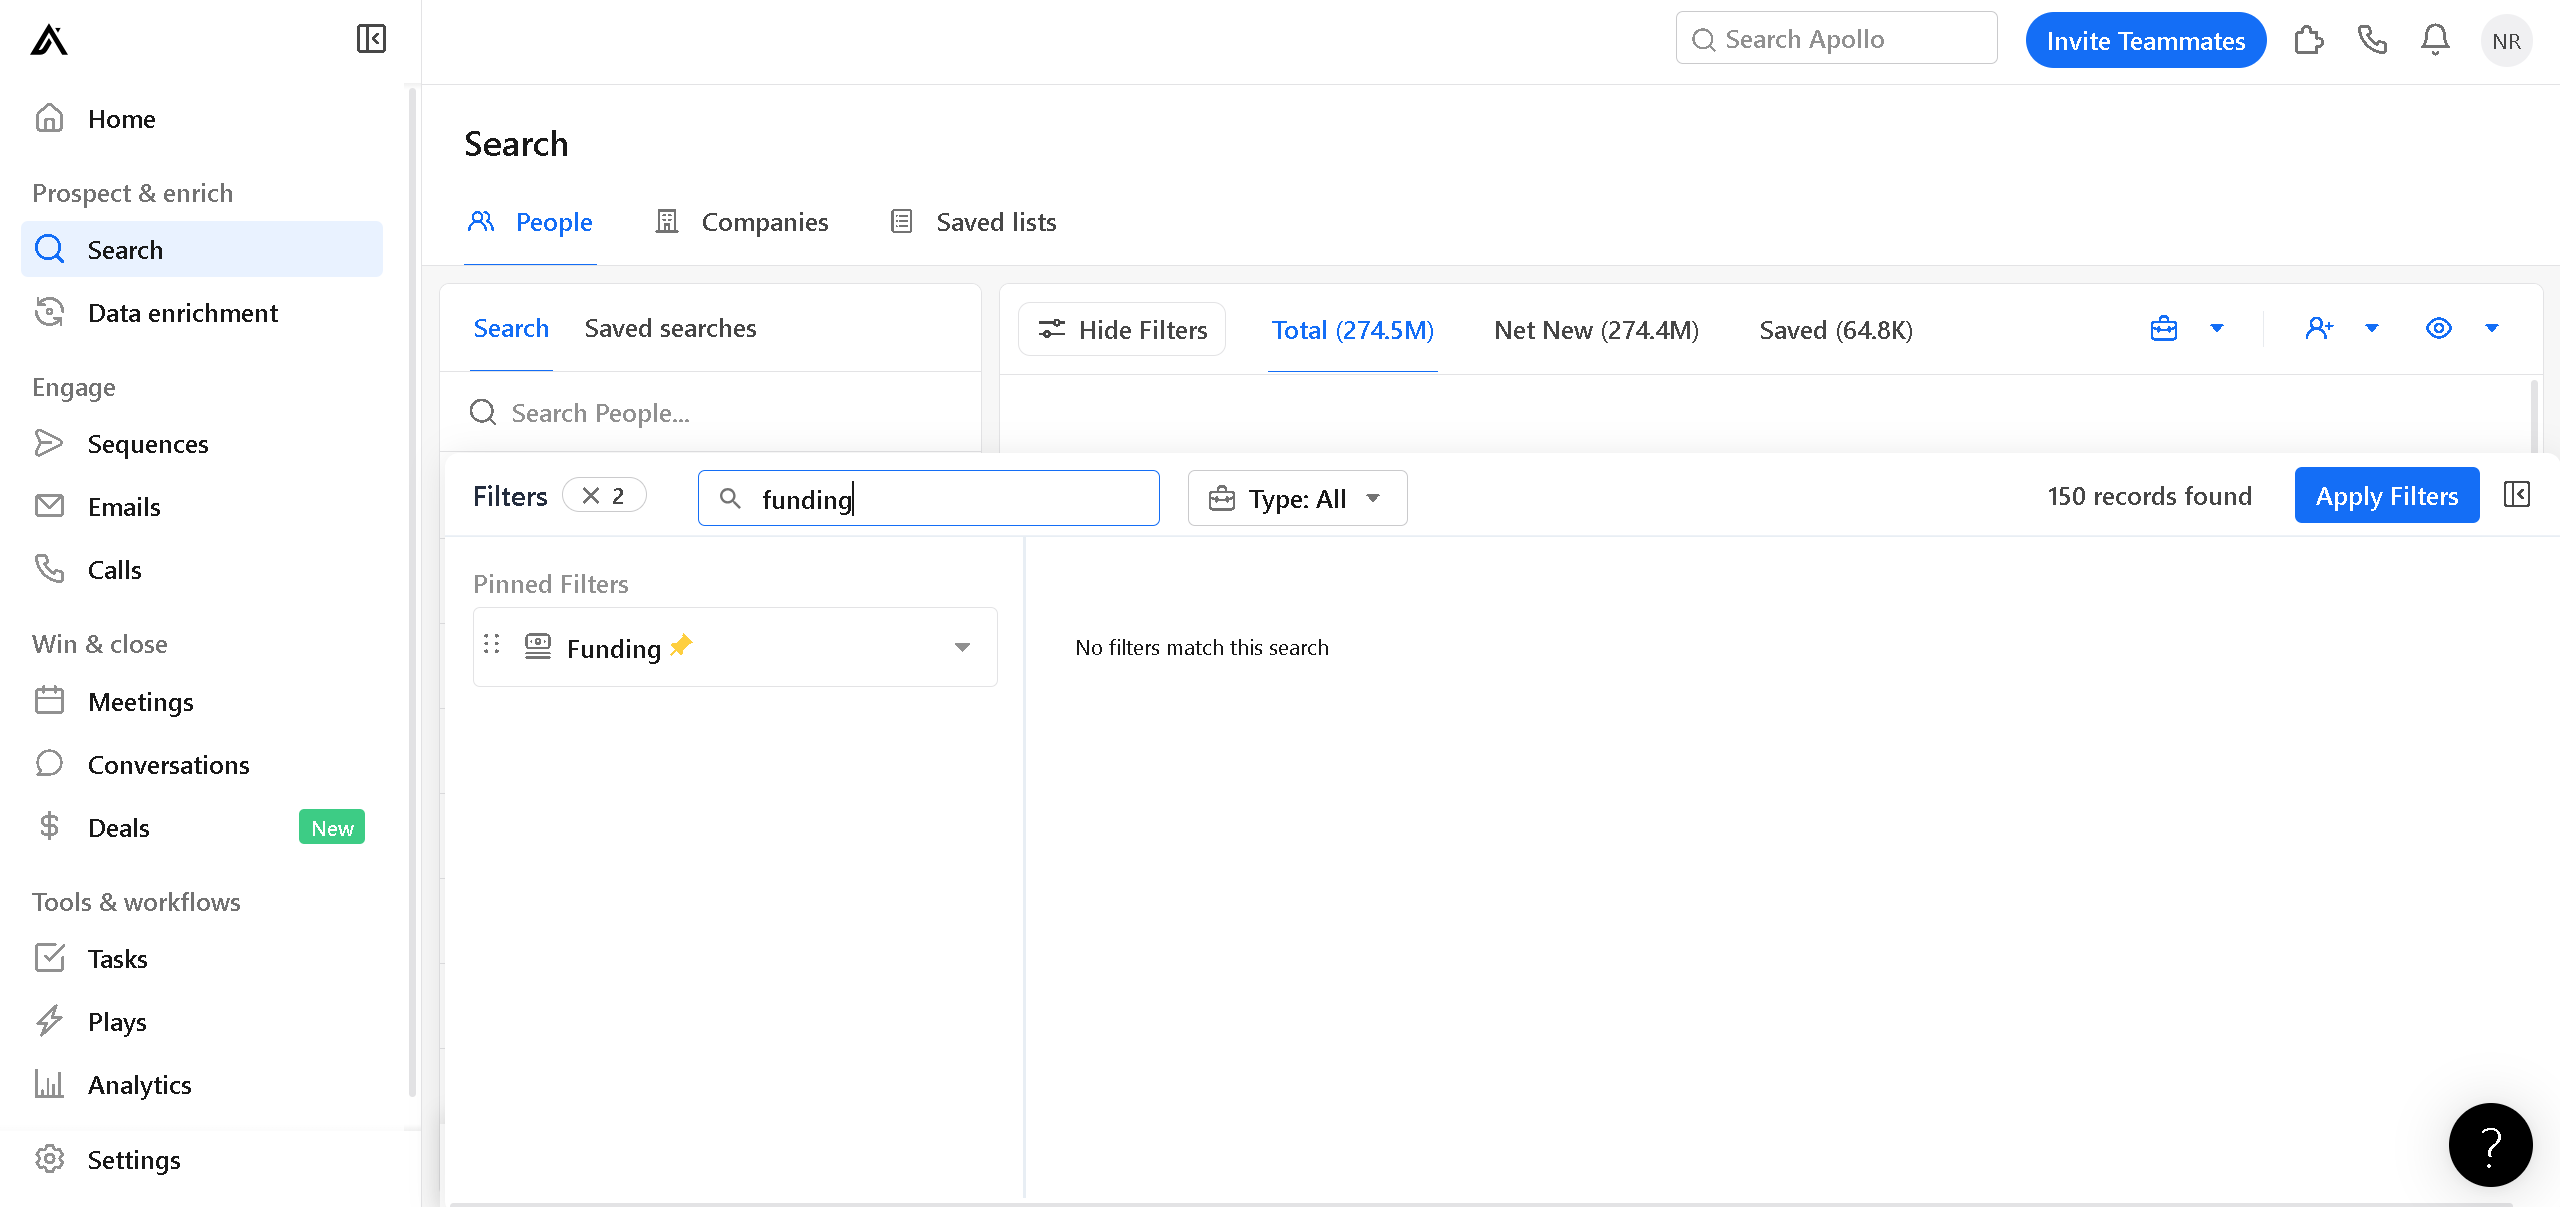 Search Apollo
Invite Teammates
NR
Home
Prospect & enrich
Search
Data enrichment
Engage
Sequences
Emails
Calls
Win & close
Meetings
Conversations
Deals
New
Tools & workflows
Tasks
Plays
Analytics
Settings
Search
People
Companies
Saved lists
Search
Saved searches
Search People...
Hide Filters
Total (274.5M)
Net New (274.4M)
Saved (64.8K)
Filters
2
funding
Type: All
150 records found
Apply Filters
Pinned Filters
Funding
No filters match this search
?